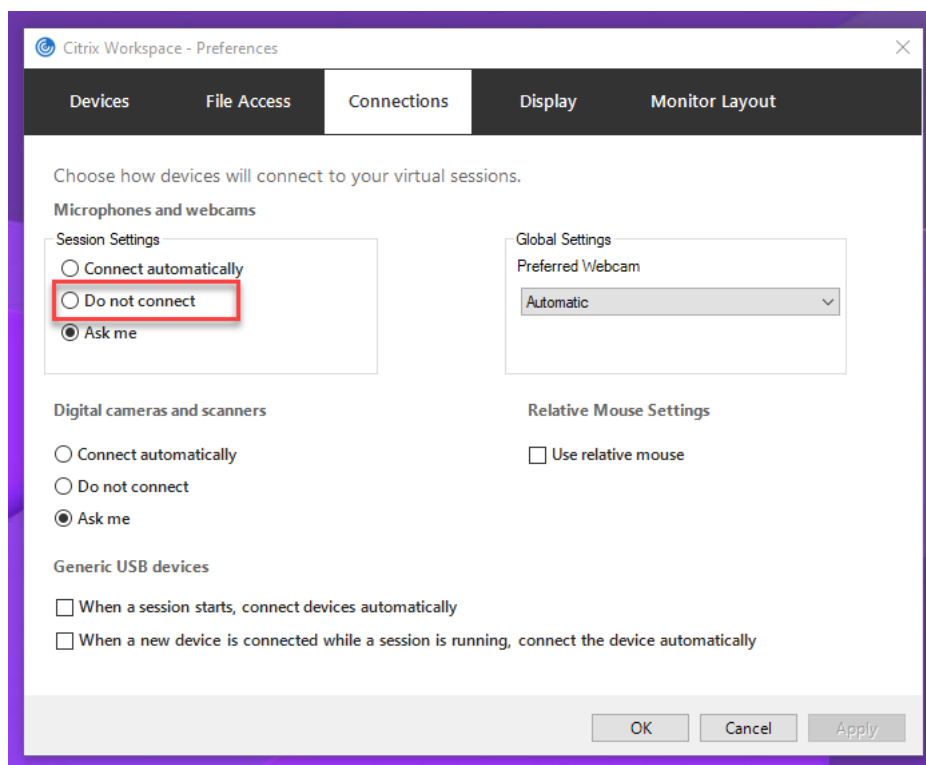 Citrix Workspace - Preferences
Devices File Access Connections Display Monitor Layout
Choose how devices will connect to your virtual sessions.
Microphones and webcams
Session Settings
Connect automatically
Do not connect
Ask me
Global Settings
Preferred Webcam
Automatic
Digital cameras and scanners
Connect automatically
Do not connect
Ask me
Relative Mouse Settings
Use relative mouse
Generic USB devices
When a session starts, connect devices automatically
When a new device is connected while a session is running, connect the device automatically
OK Cancel Apply